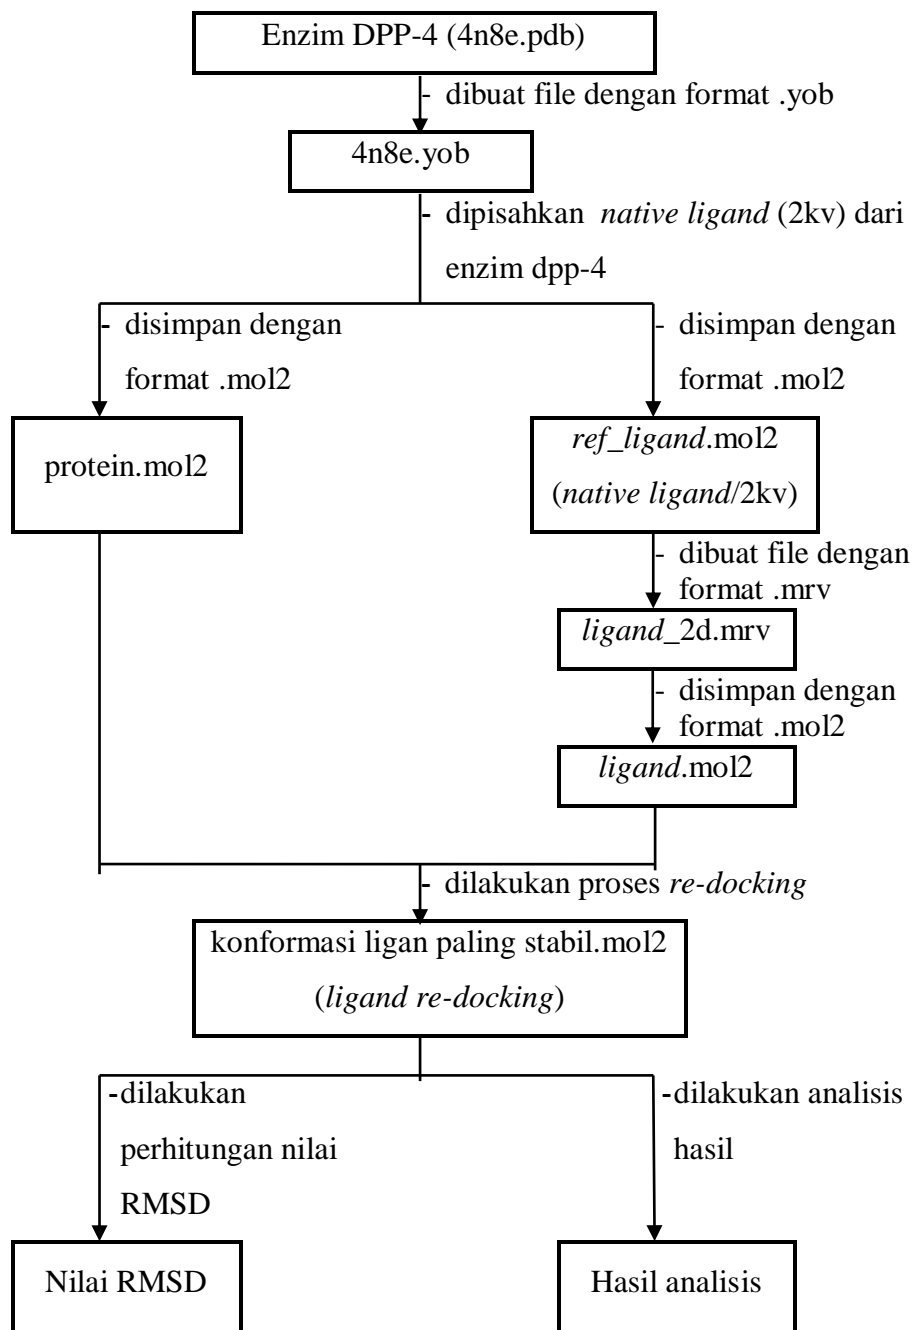 Enzim DPP-4 (4n8e.pdb)
- dibuat file dengan format .yob
4n8e.yob
- dipisahkan native ligand (2kv) dari
enzim dpp-4
- disimpan dengan
format .mol2
- disimpan dengan
format .mol2
protein.mol2
ref_ligand.mol2
(native ligand/2kv)
- dibuat file dengan
format .mrv
ligand_2d.mrv
- disimpan dengan
format .mol2
ligand.mol2
- dilakukan proses re-docking
konformasi ligan paling stabil.mol2
(ligand re-docking)
-dilakukan
perhitungan nilai
RMSD
-dilakukan analisis
hasil
Nilai RMSD
Hasil analisis